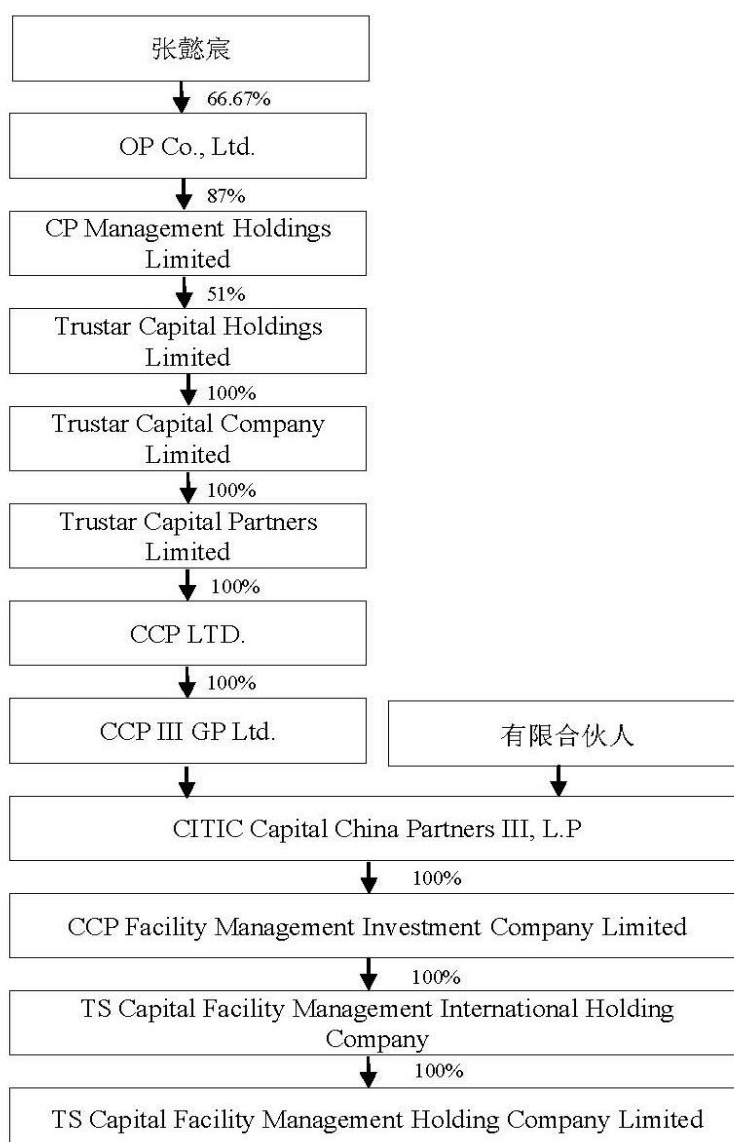 张懿宸
66.67%
OP Co., Ltd.
87%
CP Management Holdings
Limited
51%
Trustar Capital Holdings
Limited
100%
Trustar Capital Company
Limited
100%
Trustar Capital Partners
Limited
100%
CCP LTD.
100%
CCP III GP Ltd.
有限合伙人
CITIC Capital China Partners III, L.P
100%
CCP Facility Management Investment Company Limited
100%
TS Capital Facility Management International Holding
Company
100%
TS Capital Facility Management Holding Company Limited